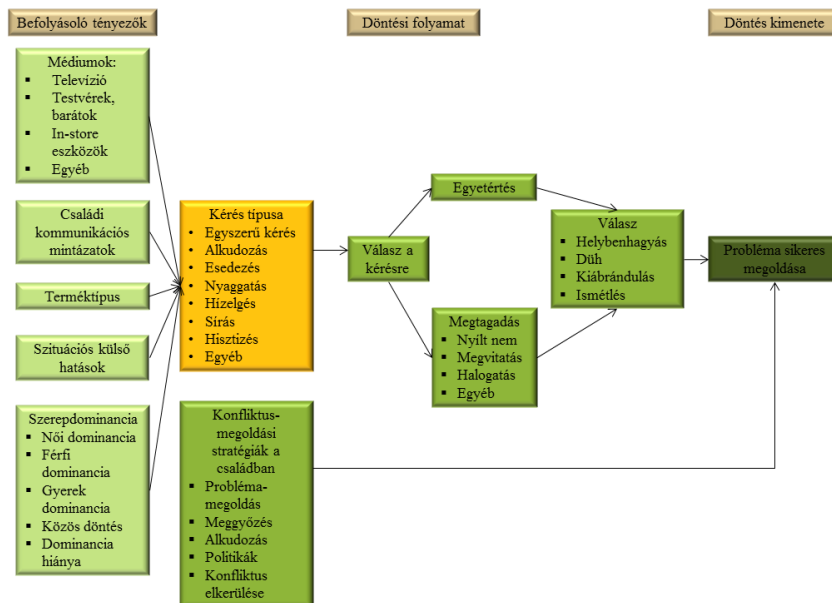 Befolyásoló tényezők
Döntési folyamat
Döntés kimenete
Médiumok:
▪ Televízió
▪ Testvérek,
barátok
▪ In-store
eszközök
▪ Egyéb
Családi
kommunikációs
mintázatok
Terméktípus
Szituációs külső
hatások
Szerepdominancia
▪ Női dominancia
▪ Férfi
dominancia
▪ Gyerek
dominancia
▪ Közös döntés
▪ Dominancia
hiánya
Kérés típusa
• Egyszerű kérés
• Alkudozás
• Esedezés
• Nyaggatás
• Hízelgés
• Sírás
• Hisztizés
• Egyéb
Konfliktus-
megoldási
stratégiák a
családban
▪ Probléma-
megoldás
▪ Meggyőzés
▪ Alkudozás
▪ Politikák
▪ Konfliktus
elkerülése
Válasz a
kérésre
Egyetértés
Megtagadás
▪ Nyílt nem
▪ Megvitatás
▪ Halogatás
▪ Egyéb
Válasz
▪ Helybenhagyás
▪ Düh
▪ Kiábrándulás
▪ Ismétlés
Probléma sikeres
megoldása